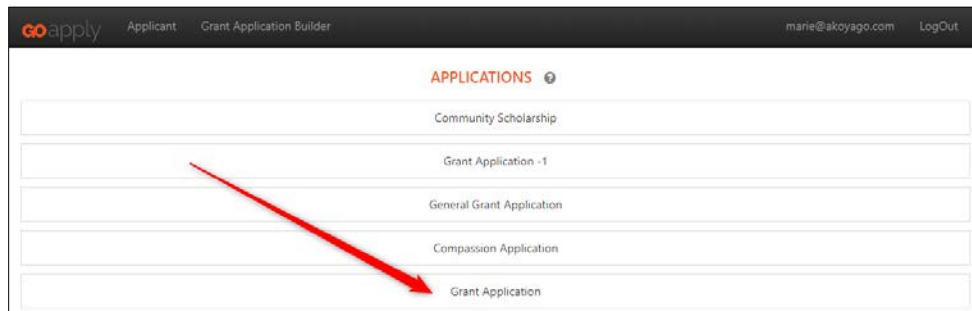 GOapply Applicant Grant Application Builder marie@akoyago.com LogOut
APPLICATIONS ?
Community Scholarship
Grant Application -1
General Grant Application
Compassion Application
Grant Application